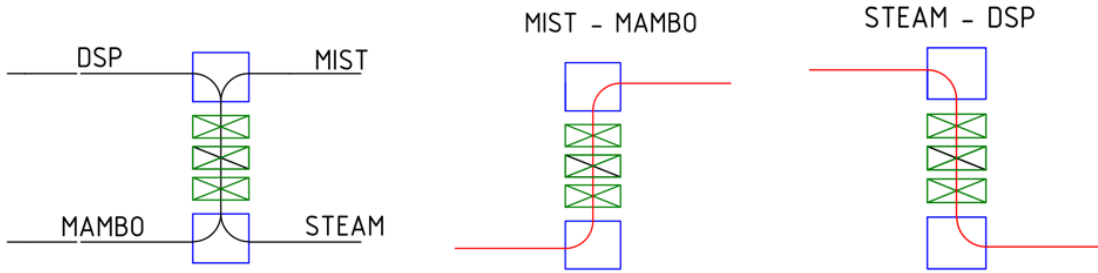 MIST - MAMBO
STEAM - DSP
DSP
MIST
MAMBO
STEAM